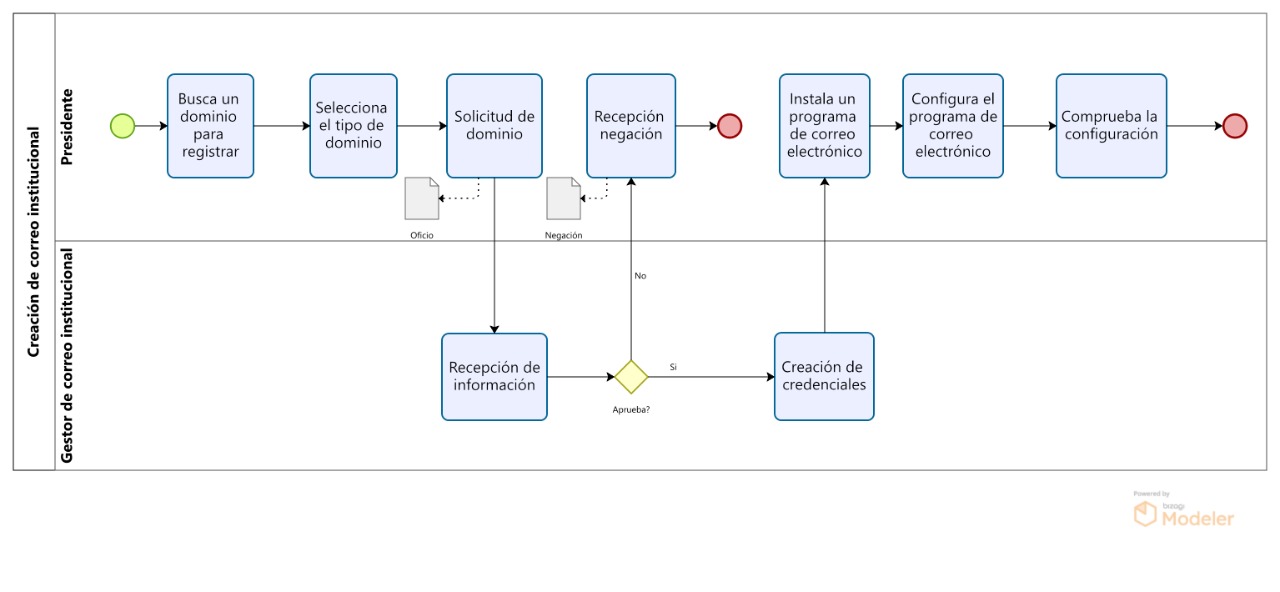 Creación de correo institucional
Presidente
Busca un
dominio
para
registrar
Selecciona
el tipo de
dominio
Solicitud de
dominio
Recepción
negación
Instala un
programa
de correo
electrónico
Configura el
programa de
correo
electrónico
Comprueba la
configuración
Oficio
Negación
No
Gestor de correo institucional
Recepción de
información
Aprueba?
Si
Creación de
credenciales
Powered by
bizagi
Modeler